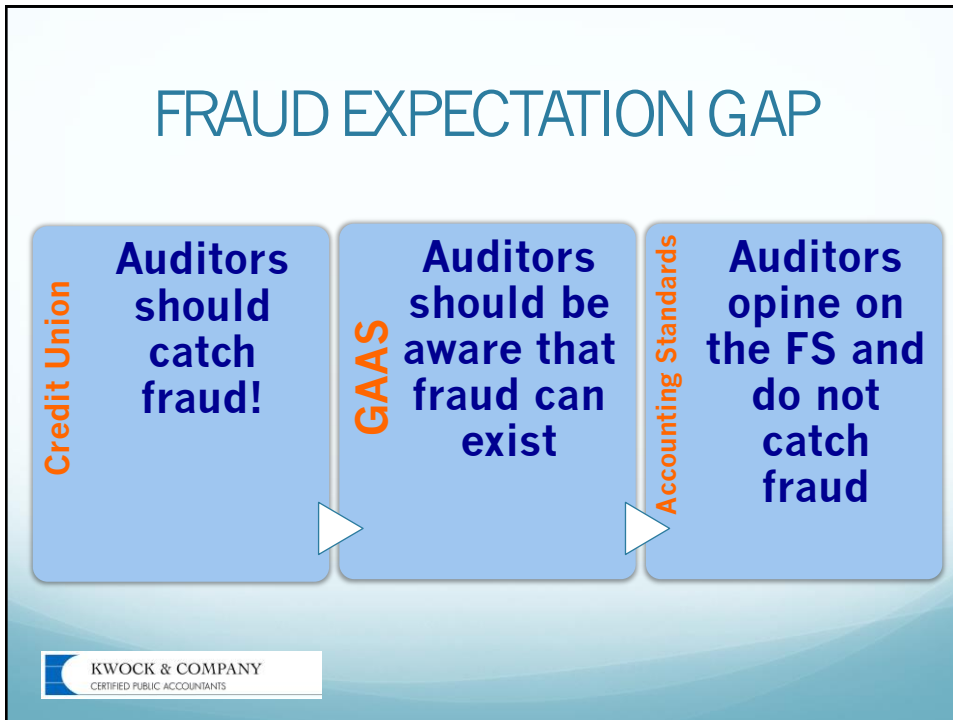 FRAUD EXPECTATION GAP
Credit Union
Auditors
should
catch
fraud!
GAAS
Auditors
should be
aware that
fraud can
exist
Accounting Standards
Auditors
opine on
the FS and
do not
catch
fraud
KWOCK & COMPANY
CERTIFIED PUBLIC ACCOUNTANTS